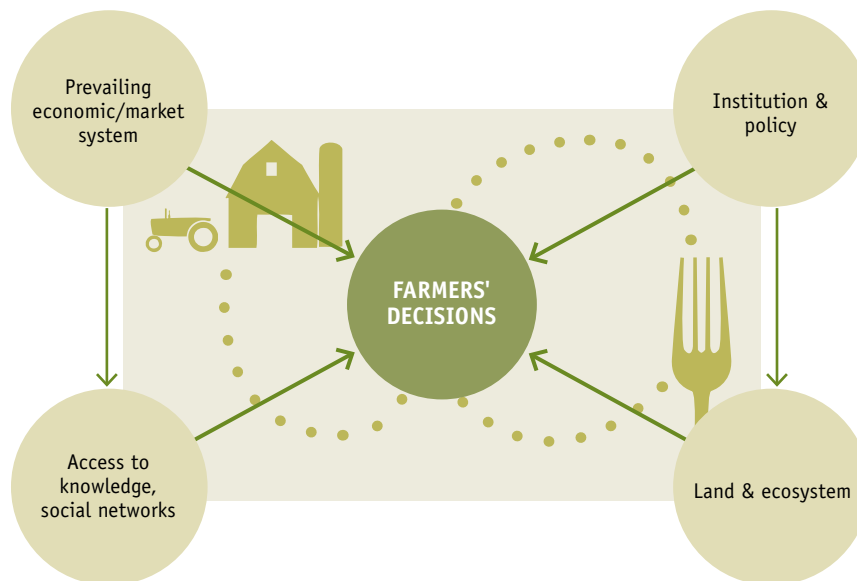 Prevailing
economic/market
system
Institution &
policy
FARMERS'
DECISIONS
Access to
knowledge,
social networks
Land & ecosystem